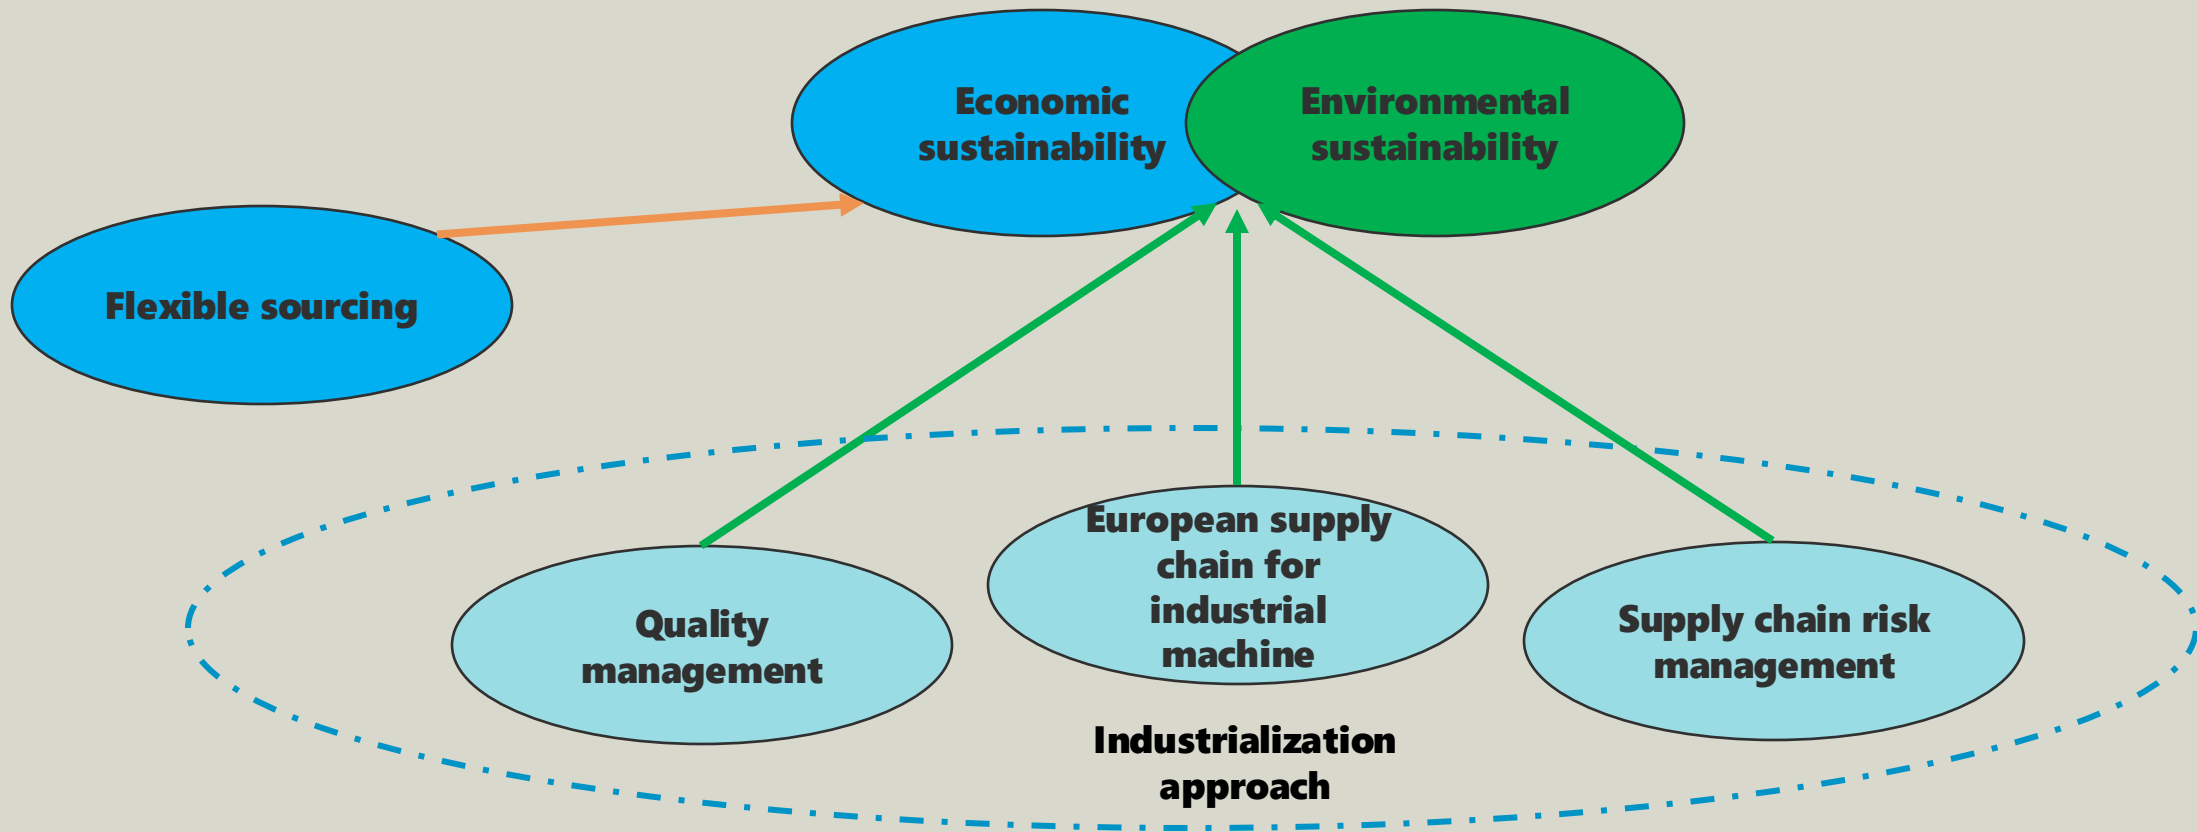 Economic
sustainability
Environmental
sustainability
Flexible sourcing
European supply
chain for
industrial
machine
Quality
management
Supply chain risk
management
Industrialization
approach